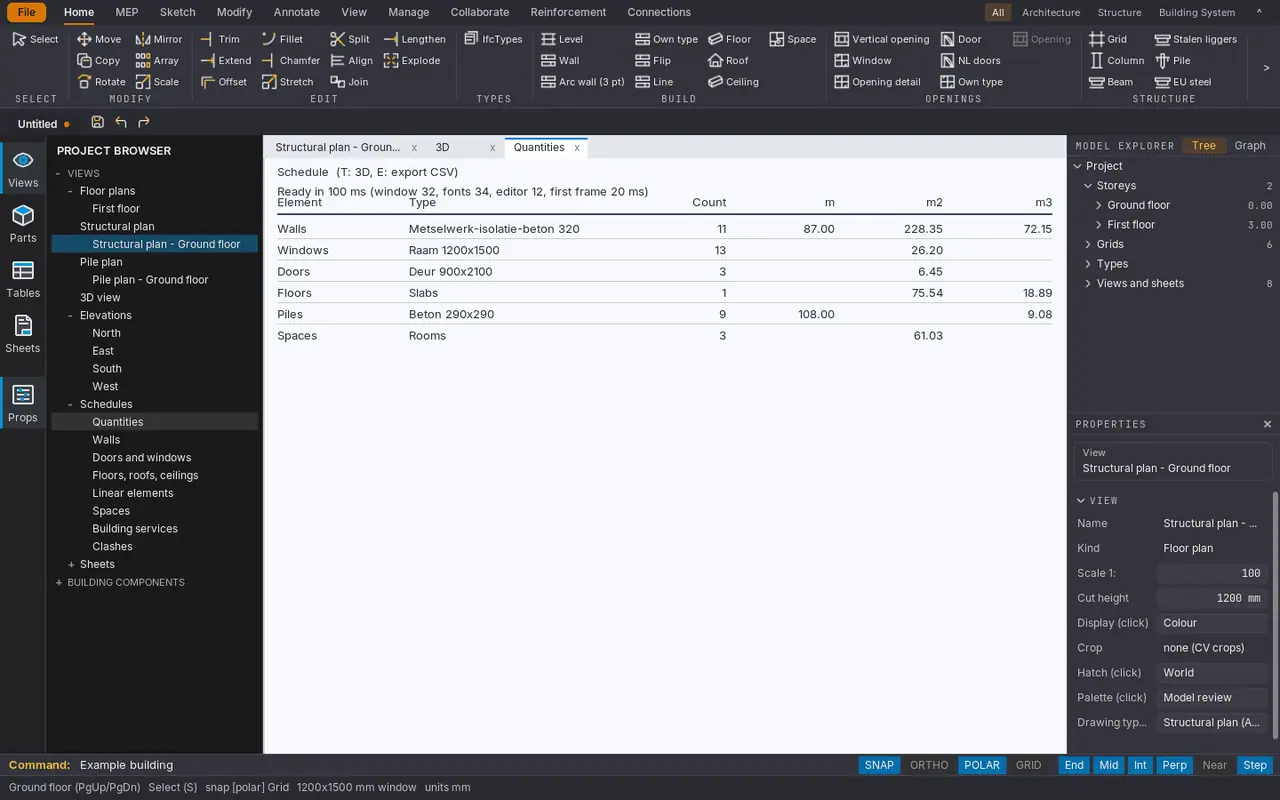 File Home MEP Sketch Modify Annotate View Manage Collaborate Reinforcement Connections All Architecture Structure Building System ^
Select Move Mirror Trim Fillet Split Lengthen IfcTypes Level Own type Floor Space Vertical opening Door Opening Grid Stalen liggers
Copy Array Extend Chamfer Align Explode Wall Flip Roof Window NL doors Column Pile >
Rotate Scale Offset Stretch Join Arc wall (3 pt) Line Ceiling Opening detail Own type Beam EU steel
SELECT MODIFY EDIT TYPES BUILD OPENINGS STRUCTURE
Untitled
Views
Parts
Tables
Sheets
Props
PROJECT BROWSER
- VIEWS
- Floor plans
First floor
Structural plan
Structural plan - Ground floor
Pile plan
Pile plan - Ground floor
3D view
- Elevations
North
East
South
West
- Schedules
Quantities
Walls
Doors and windows
Floors, roofs, ceilings
Linear elements
Spaces
Building services
Clashes
+ Sheets
+ BUILDING COMPONENTS
Structural plan - Groun... x 3D x Quantities x
Schedule (T: 3D, E: export CSV)
Ready in 100 ms (window 32, fonts 34, editor 12, first frame 20 ms)
Element Type Count m m2 m3
Walls Metselwerk-isolatie-beton 320 11 87.00 228.35 72.15
Windows Raam 1200x1500 13 26.20
Doors Deur 900x2100 3 6.45
Floors Slabs 1 75.54 18.89
Piles Beton 290x290 9 108.00 9.08
Spaces Rooms 3 61.03
MODEL EXPLORER Tree Graph
Project
Storeys 2
Ground floor 0.00
First floor 3.00
Grids 6
Types
Views and sheets 8
PROPERTIES ×
View
Structural plan - Ground floor
VIEW
Name Structural plan - ...
Kind Floor plan
Scale 1: 100
Cut height 1200 mm
Display (click) Colour
Crop none (CV crops)
Hatch (click) World
Palette (click) Model review
Drawing typ... Structural plan (A...
Command: Example building SNAP ORTHO POLAR GRID End Mid Int Perp Near Step
Ground floor (PgUp/PgDn) Select (S) snap [polar] Grid 1200x1500 mm window units mm